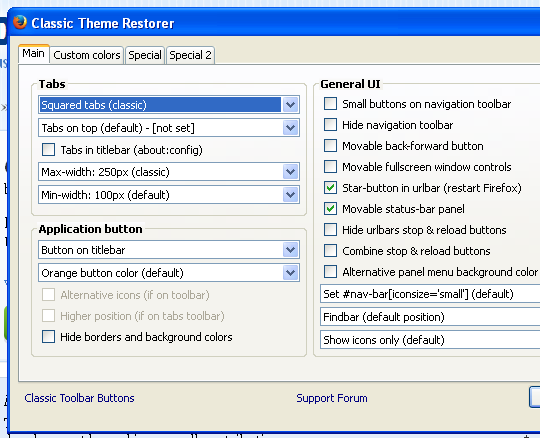 Classic Theme Restorer
Main
Custom colors
Special
Special 2
Tabs
Squared tabs (classic)
Tabs on top (default) - [not set]
Tabs in titlebar (about:config)
Max-width: 250px (classic)
Min-width: 100px (default)
Application button
Button on titlebar
Orange button color (default)
Alternative icons (if on toolbar)
Higher position (if on tabs toolbar)
Hide borders and background colors
General UI
Small buttons on navigation toolbar
Hide navigation toolbar
Movable back-forward button
Movable fullscreen window controls
Star-button in urlbar (restart Firefox)
Movable status-bar panel
Hide urlbars stop & reload buttons
Combine stop & reload buttons
Alternative panel menu background color
Set #nav-bar[iconsize='small'] (default)
Findbar (default position)
Show icons only (default)
Classic Toolbar Buttons
Support Forum